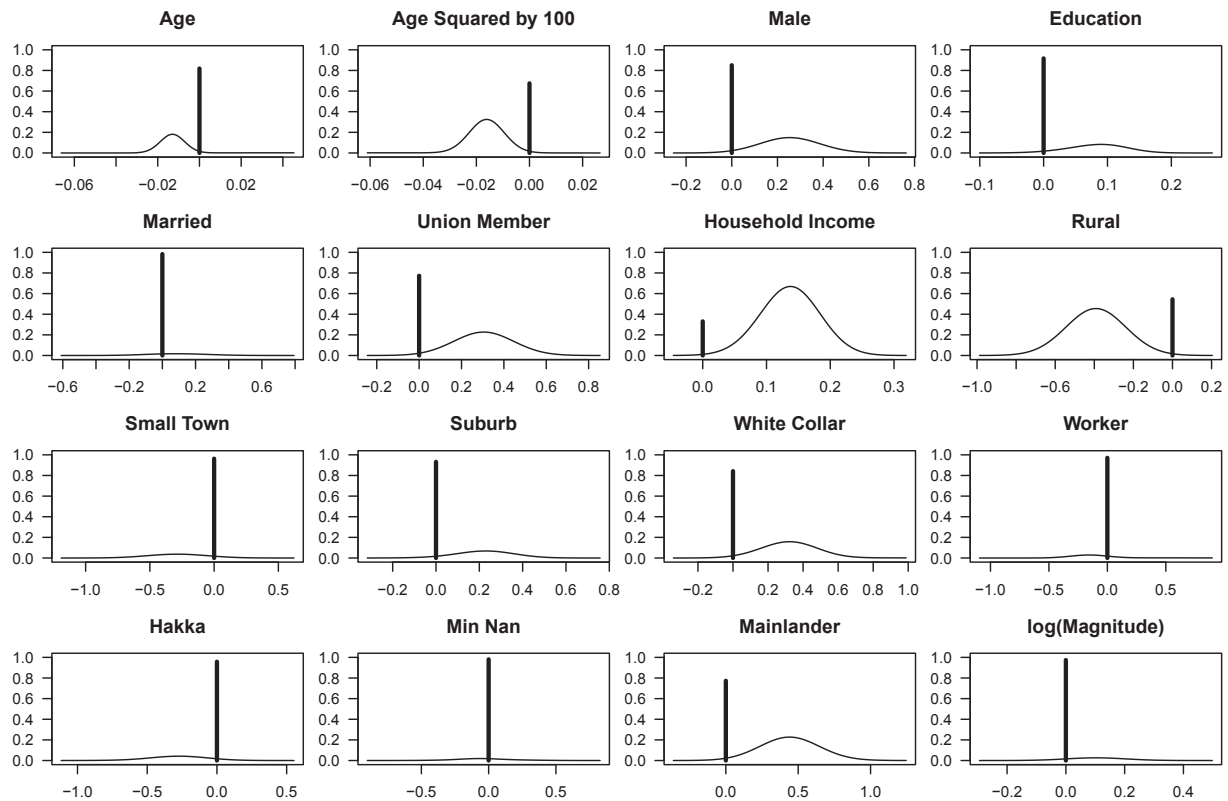 Age Age Squared by 100 Male Education
1.0 1.0 1.0 1.0
0.8 0.8 0.8 0.8
0.6 0.6 0.6 0.6
0.4 0.4 0.4 0.4
0.2 0.2 0.2 0.2
0.0 0.0 0.0 0.0
−0.06 −0.02 0.02 −0.06 −0.04 −0.02 0.00 0.02 −0.2 0.0 0.2 0.4 0.6 0.8 −0.1 0.0 0.1 0.2
Married Union Member Household Income Rural
1.0 1.0 1.0 1.0
0.8 0.8 0.8 0.8
0.6 0.6 0.6 0.6
0.4 0.4 0.4 0.4
0.2 0.2 0.2 0.2
0.0 0.0 0.0 0.0
−0.6 −0.2 0.2 0.6 −0.2 0.0 0.2 0.4 0.6 0.8 0.0 0.1 0.2 0.3 −1.0 −0.6 −0.2 0.0 0.2
Small Town Suburb White Collar Worker
1.0 1.0 1.0 1.0
0.8 0.8 0.8 0.8
0.6 0.6 0.6 0.6
0.4 0.4 0.4 0.4
0.2 0.2 0.2 0.2
0.0 0.0 0.0 0.0
−1.0 −0.5 0.0 0.5 −0.2 0.0 0.2 0.4 0.6 0.8 −0.2 0.2 0.4 0.6 0.8 1.0 −1.0 −0.5 0.0 0.5
Hakka Min Nan Mainlander log(Magnitude)
1.0 1.0 1.0 1.0
0.8 0.8 0.8 0.8
0.6 0.6 0.6 0.6
0.4 0.4 0.4 0.4
0.2 0.2 0.2 0.2
0.0 0.0 0.0 0.0
−1.0 −0.5 0.0 0.5 −0.5 0.0 0.5 0.0 0.5 1.0 −0.2 0.0 0.2 0.4